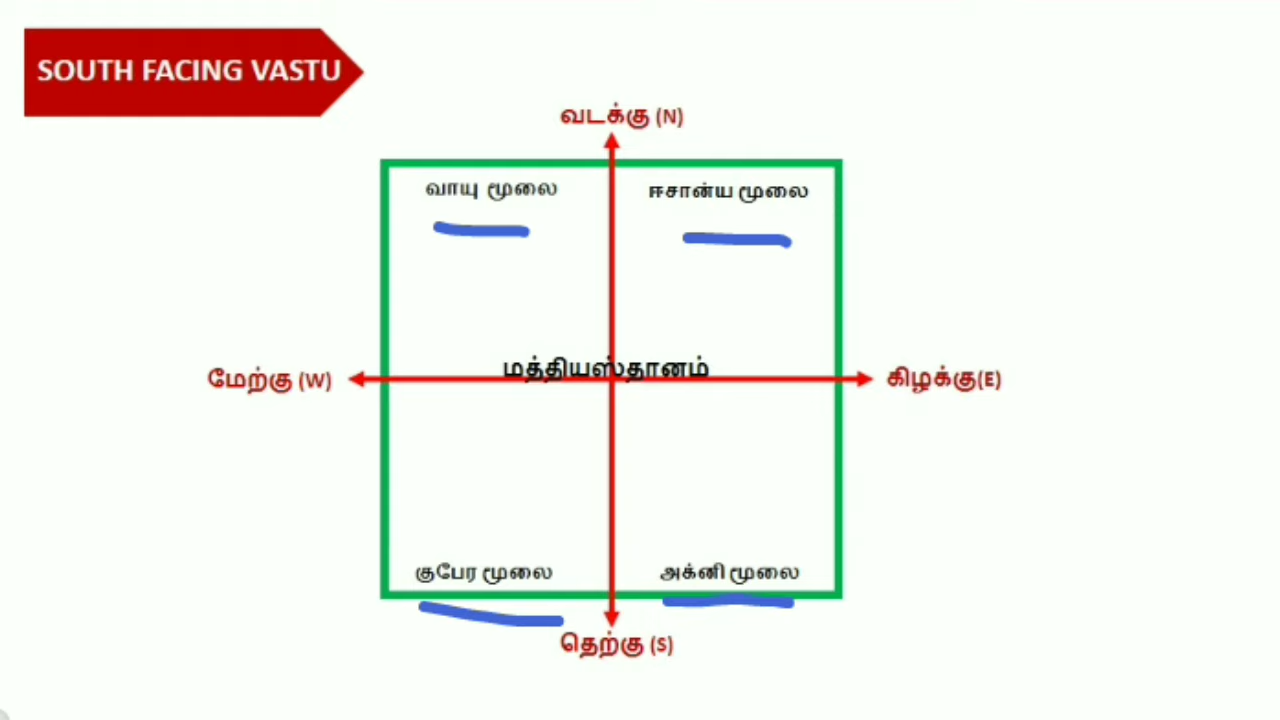 SOUTH FACING VASTU
வடக்கு (N)
வாயு மூலை
ஈசான்ய மூலை
மத்தியஸ்தானம்
மேற்கு (W)
கிழக்கு(E)
குபேர மூலை
அக்னி மூலை
தெற்கு (S)